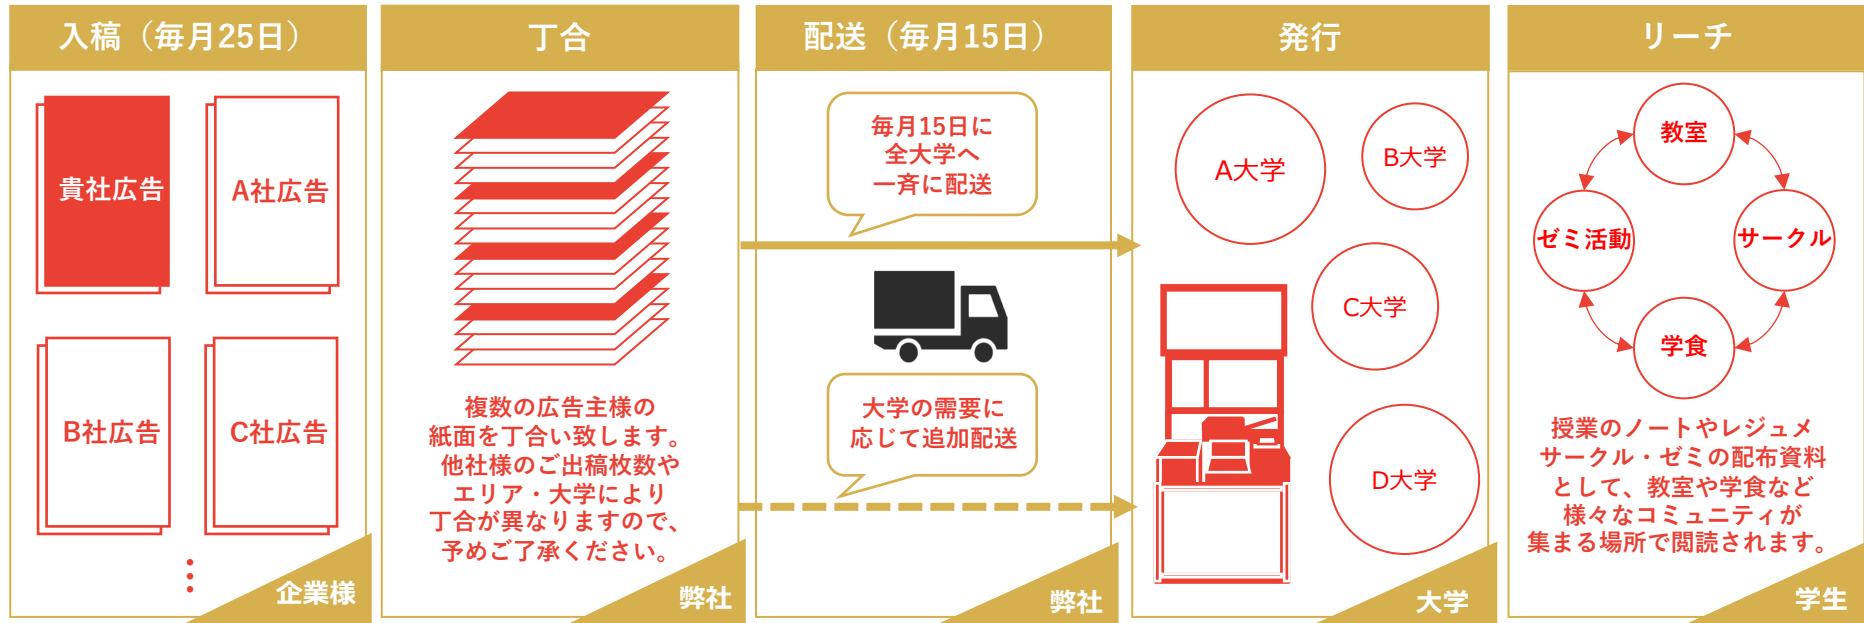 入稿（毎月25日）
貴社広告
A社広告
B社広告
C社広告
企業様
丁合
複数の広告主様の
紙面を丁合い致します。
他社様のご出稿枚数や
エリア・大学により
丁合が異なりますので、
予めご了承ください。
弊社
配送（毎月15日）
毎月15日に
全大学へ
一斉に配送
大学の需要に
応じて追加配送
弊社
発行
A大学
B大学
C大学
D大学
大学
リーチ
教室
ゼミ活動
サークル
学食
授業のノートやレジュメ
サークル・ゼミの配布資料
として、教室や学食など
様々なコミュニティが
集まる場所で閲読されます。
学生